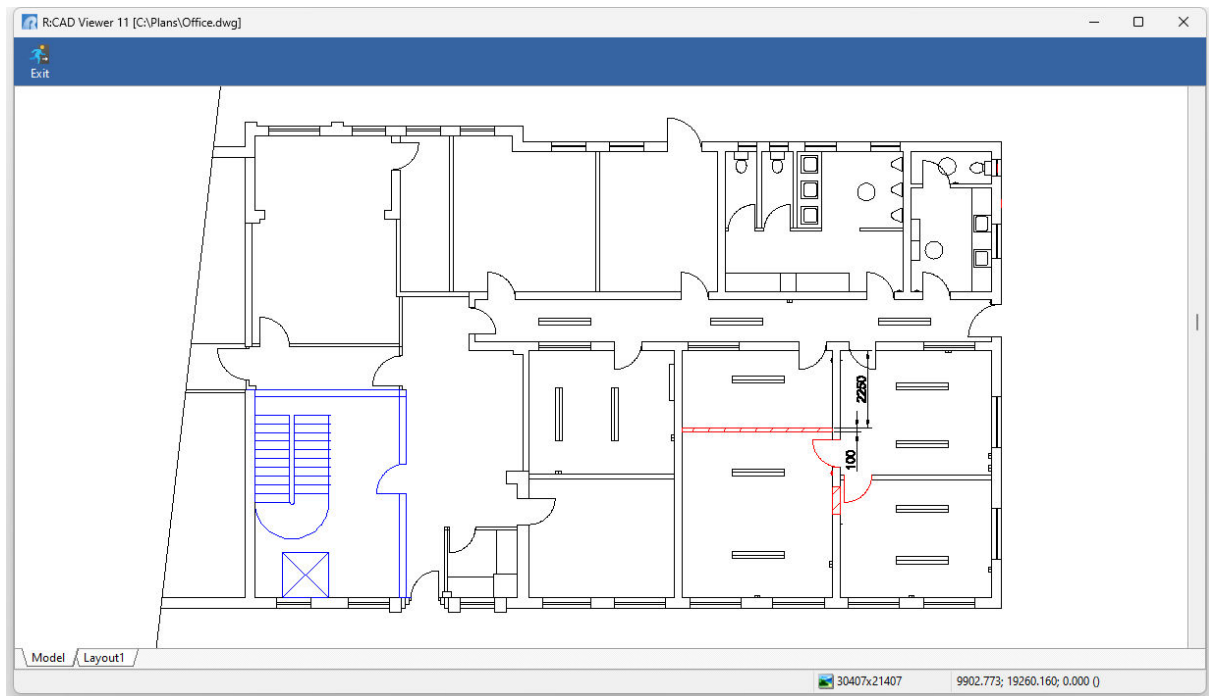 R:CAD Viewer 11 [C:\Plans\Office.dwg]
Exit
2250
100
Model
Layout1
30407x21407
9902.773; 19260.160; 0.000 ()